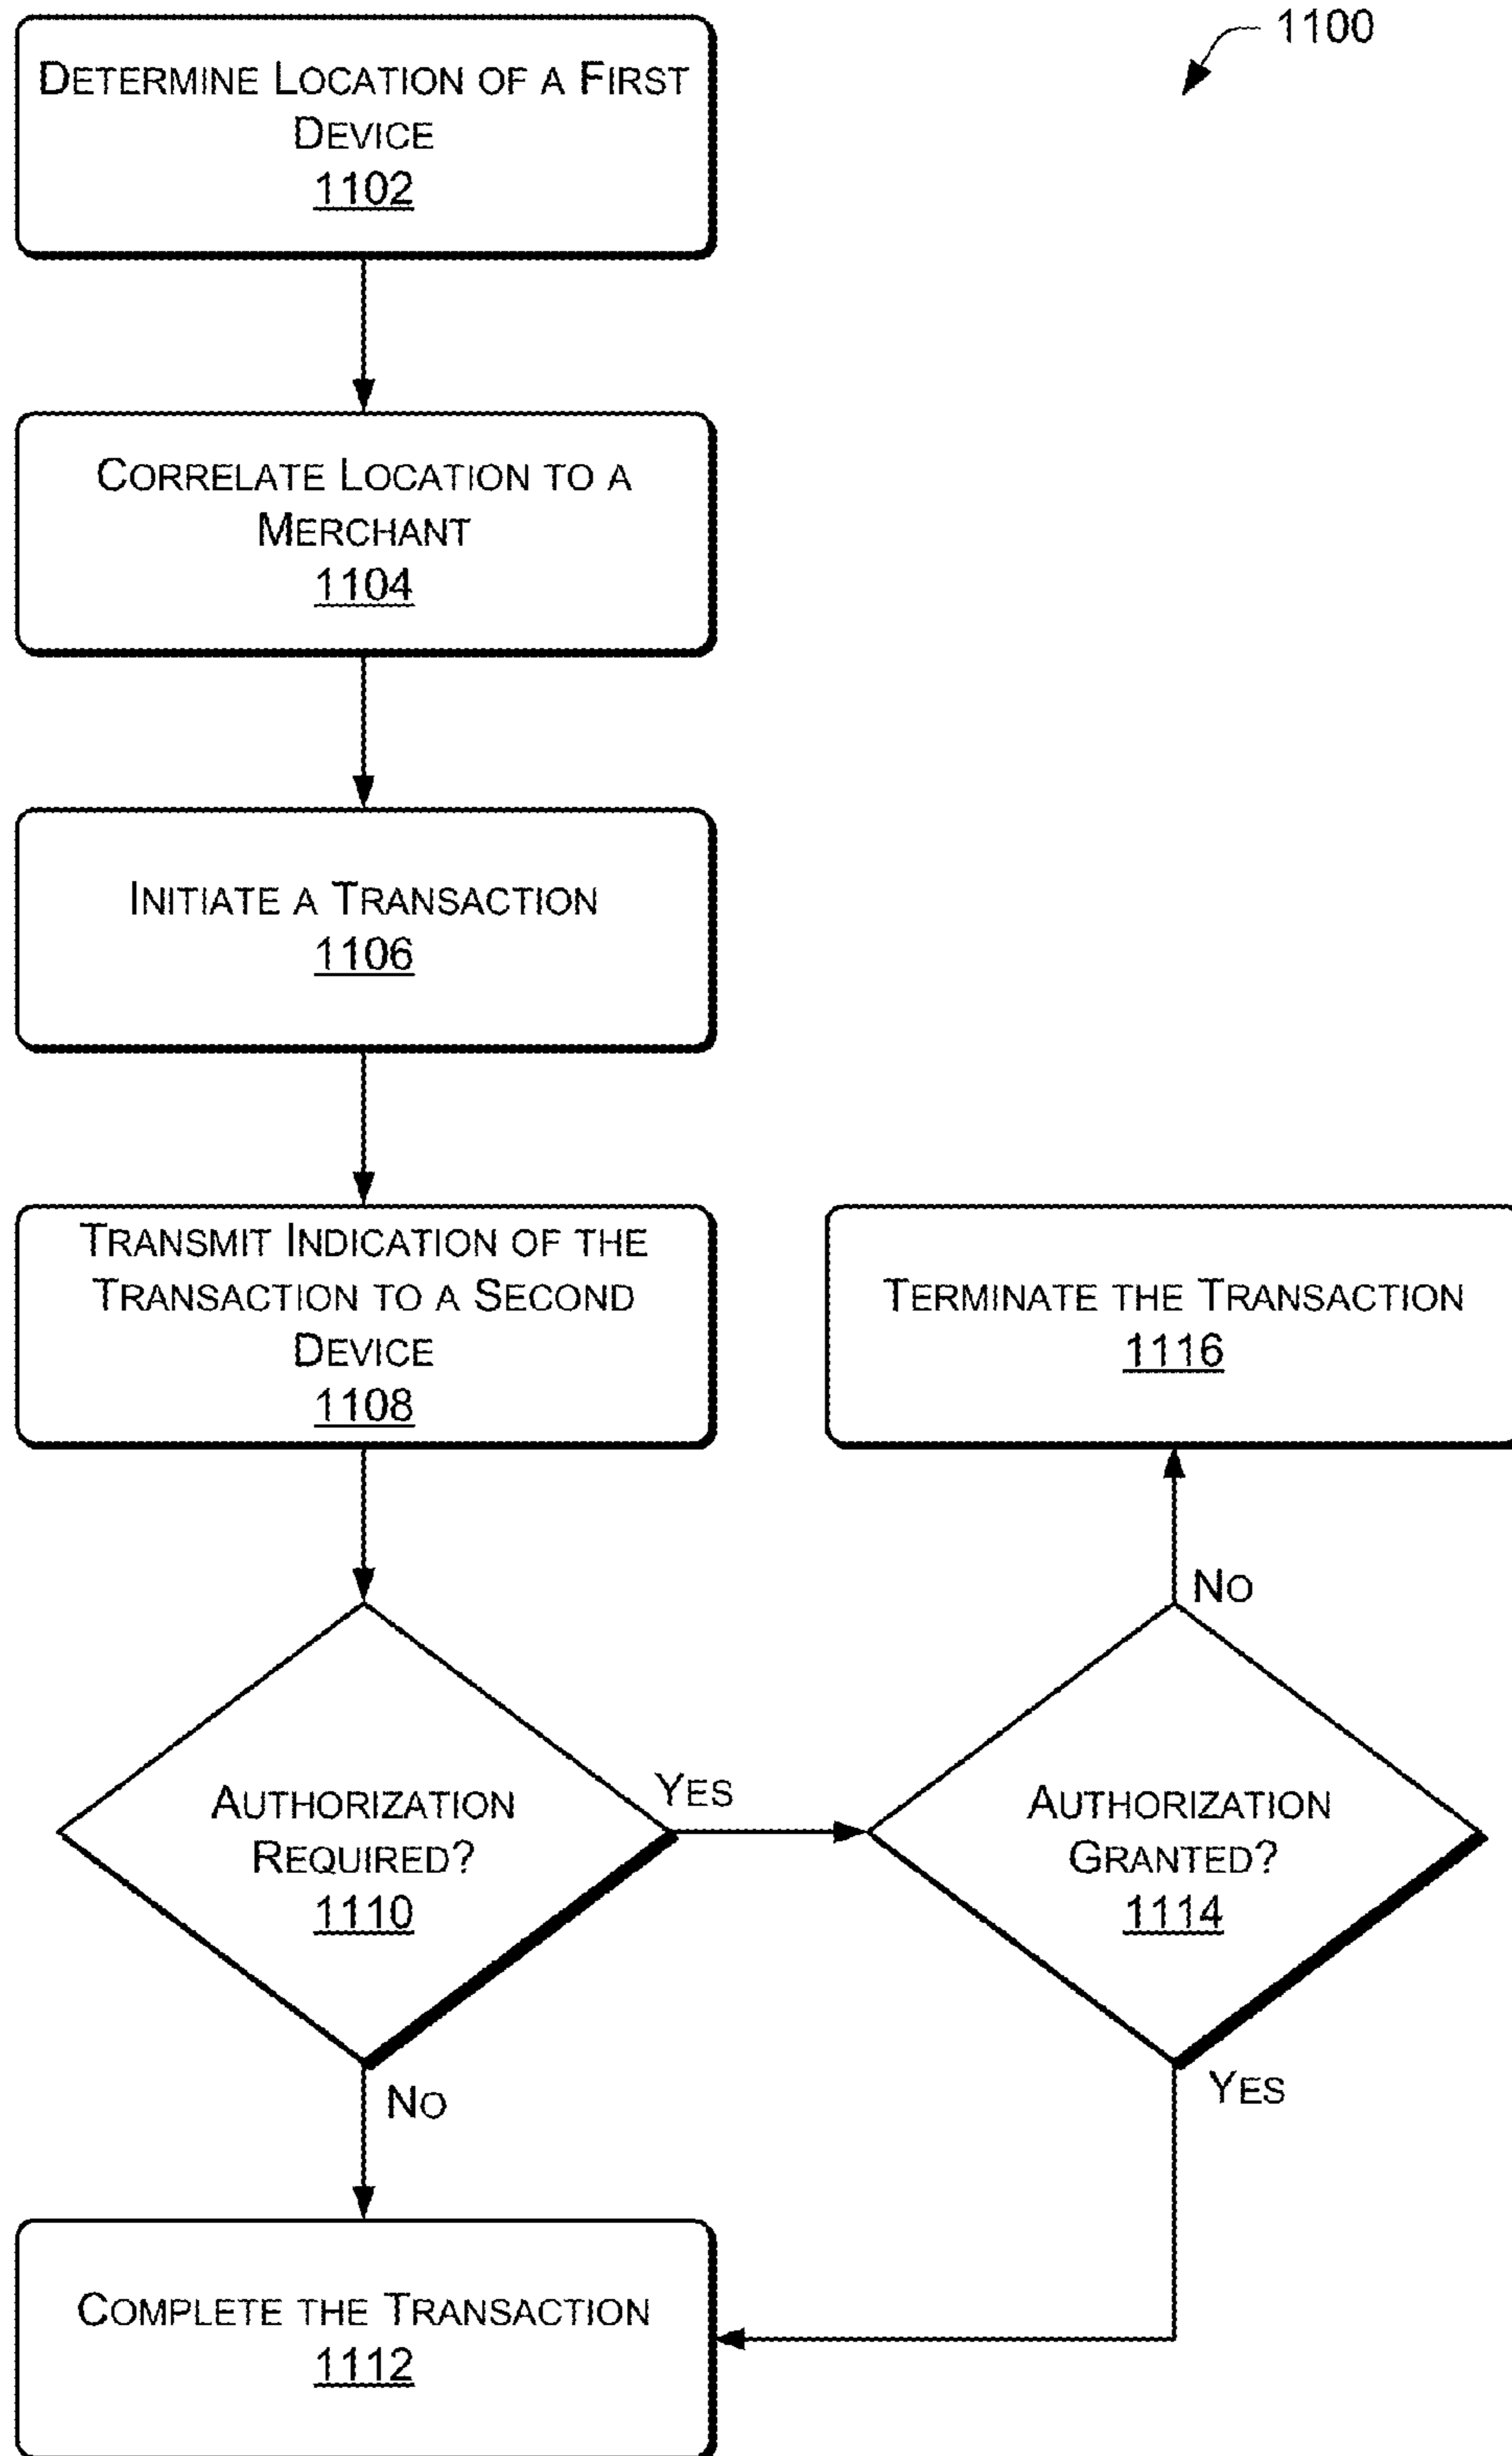 1100
DETERMINE LOCATION OF A FIRST
DEVICE
1102
CORRELATE LOCATION TO A
MERCHANT
1104
INITIATE A TRANSACTION
1106
TRANSMIT INDICATION OF THE
TRANSACTION TO A SECOND
DEVICE
1108
TERMINATE THE TRANSACTION
1116
NO
AUTHORIZATION
REQUIRED?
1110
YES
AUTHORIZATION
GRANTED?
1114
NO
YES
COMPLETE THE TRANSACTION
1112